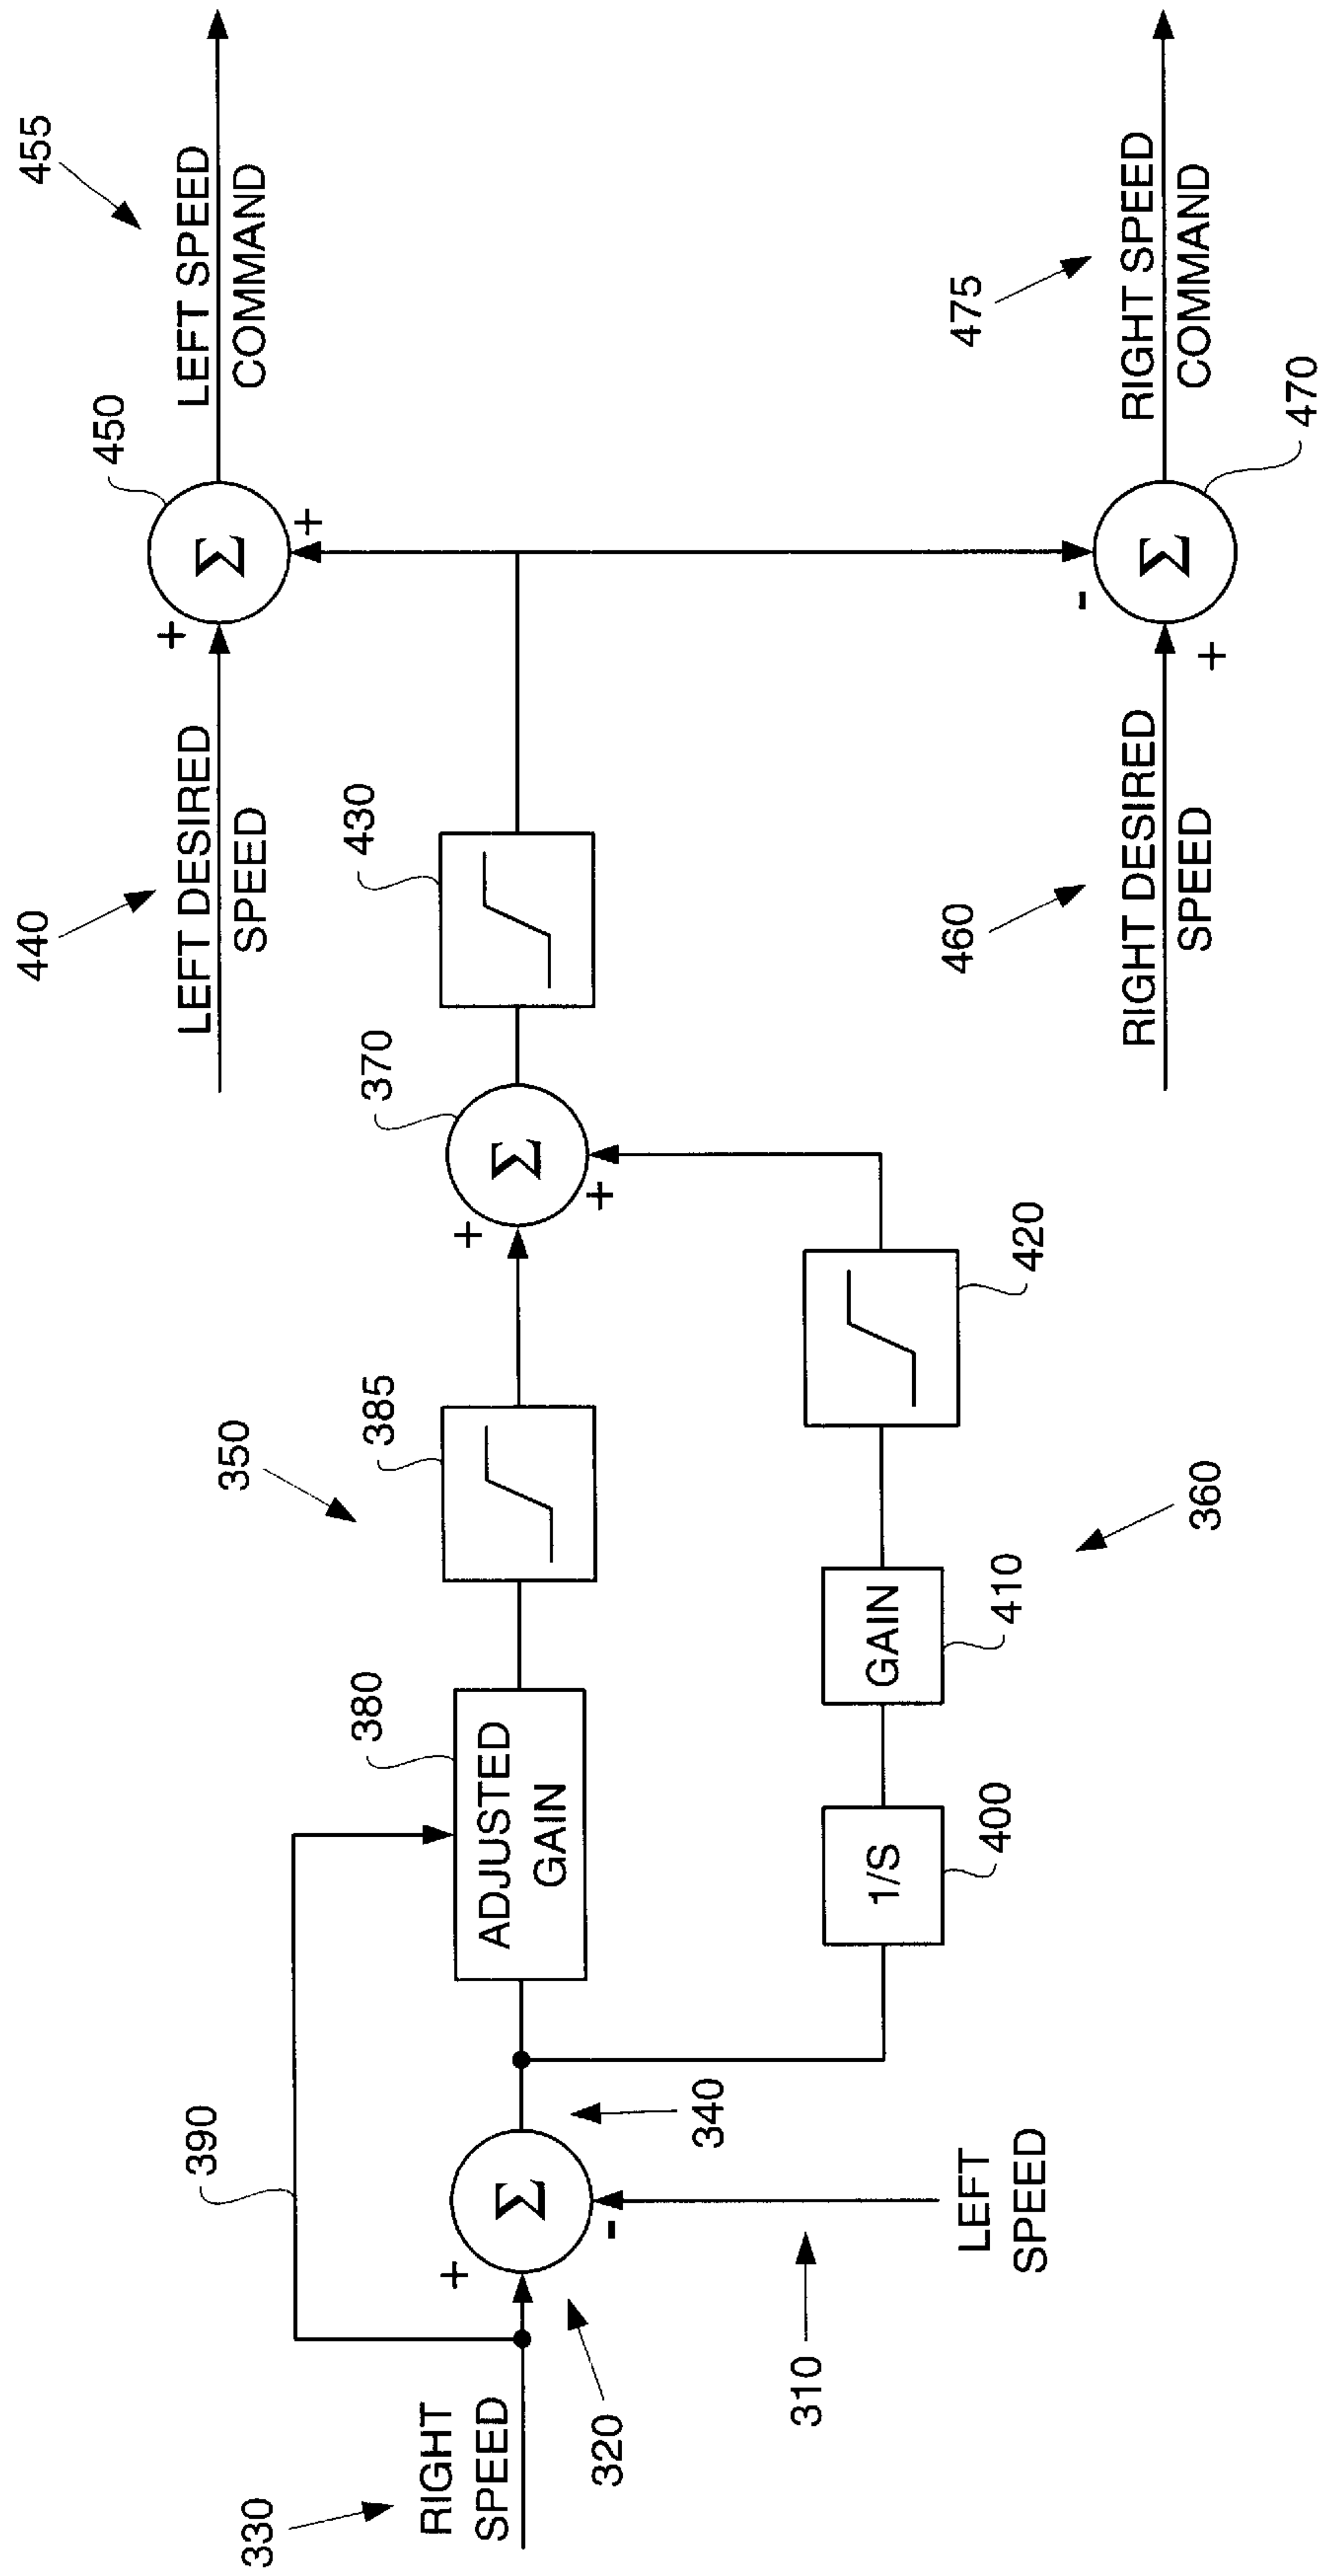 455
LEFT SPEED
COMMAND
450
Σ
+
+
440
LEFT DESIRED
SPEED
475
RIGHT SPEED
COMMAND
470
Σ
-
+
460
RIGHT DESIRED
SPEED
430
370
Σ
+
+
350
385
420
380
ADJUSTED
GAIN
GAIN
410
360
1/S
400
390
340
Σ
+
-
LEFT
SPEED
310
320
RIGHT
SPEED
330